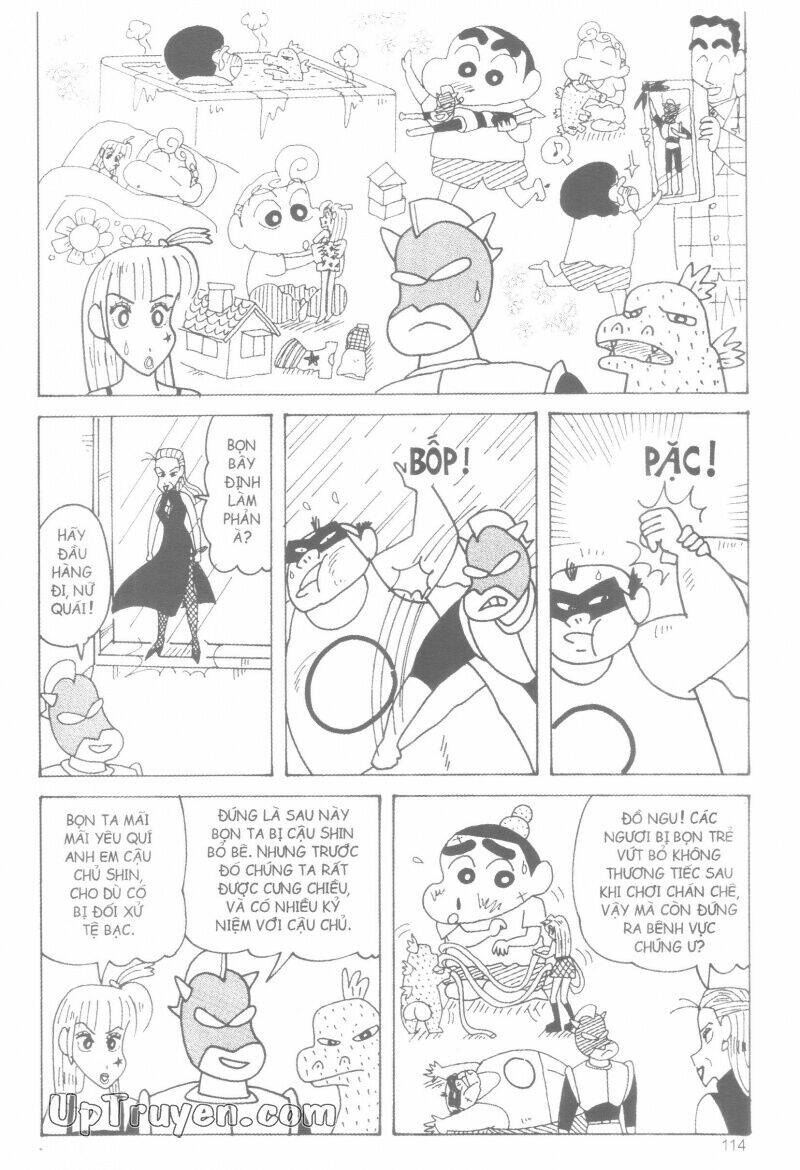 BỌN
BÂY
ĐỊNH
LÀM
PHẢN
À?
HÃY
ĐẦU
HÀNG
ĐI, NỮ
QUÁI!
BỐP!
PẶC!
BỌN TA MÃI
MÃI YÊU QUÍ
ANH EM CẬU
CHỦ SHIN,
CHO DÙ CÓ
BỊ ĐỐI XỬ
TỆ BẠC.
ĐÚNG LÀ SAU NÀY
BỌN TA BỊ CẬU SHIN
BỎ BÊ. NHƯNG TRƯỚC
ĐÓ CHÚNG TA RẤT
ĐƯỢC CƯNG CHIỀU,
VÀ CÓ NHIỀU KỶ
NIỆM VỚI CẬU CHỦ.
ĐỒ NGU! CÁC
NGƯƠI BỊ BỌN TRẺ
VỨT BỎ KHÔNG
THƯƠNG TIẾC SAU
KHI CHƠI CHÁN CHÊ,
VẬY MÀ CÒN ĐỨNG
RA BÊNH VỰC
CHÚNG Ư?
UpTruyen.com
114